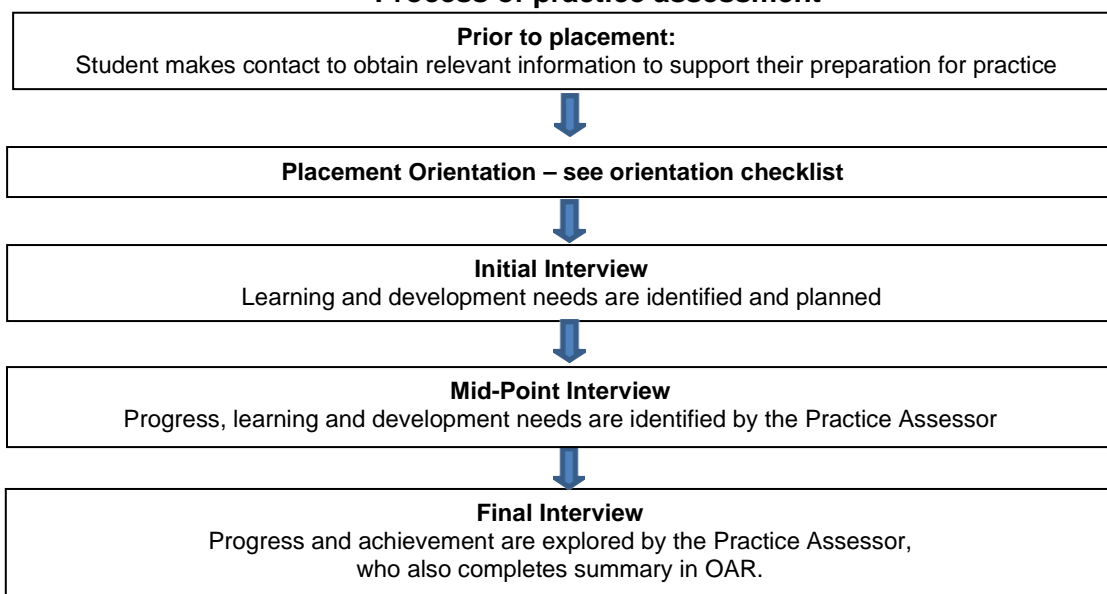 Process of practice assessment
Prior to placement:
Student makes contact to obtain relevant information to support their preparation for practice
Placement Orientation – see orientation checklist
Initial Interview
Learning and development needs are identified and planned
Mid-Point Interview
Progress, learning and development needs are identified by the Practice Assessor
Final Interview
Progress and achievement are explored by the Practice Assessor,
who also completes summary in OAR.